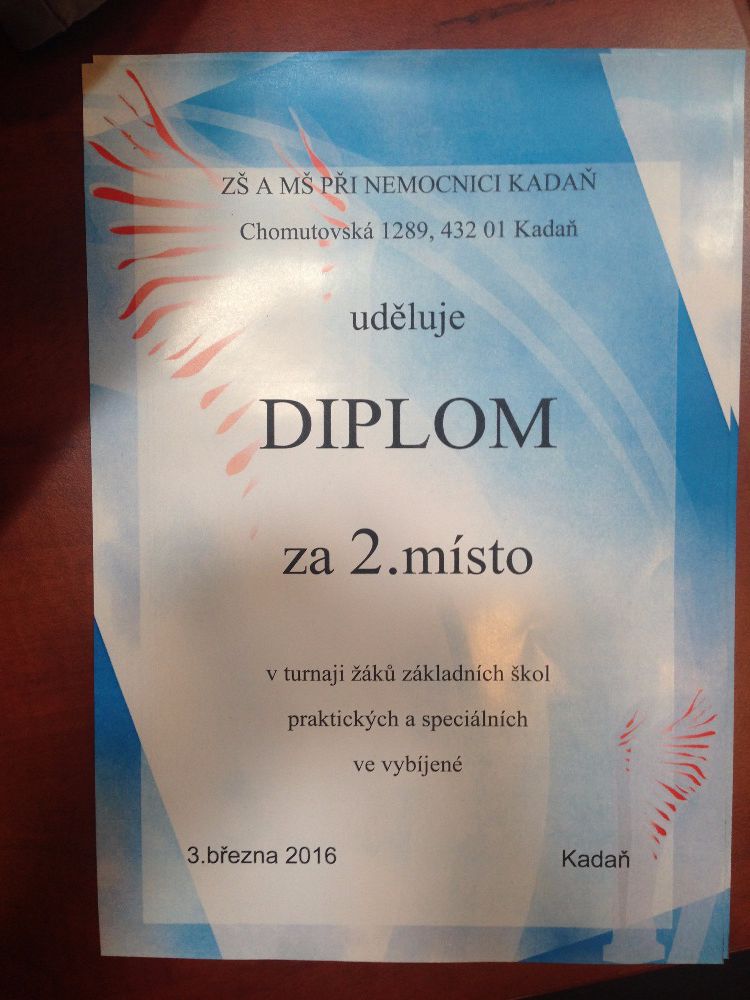 ZŠ A MŠ PŘI NEMOCNICI KADAŇ
Chomutovská 1289, 432 01 Kadaň
uděluje
DIPLOM
za 2.místo
v turnaji žáků základních škol
praktických a speciálních
ve vybíjené
3.března 2016 Kadaň